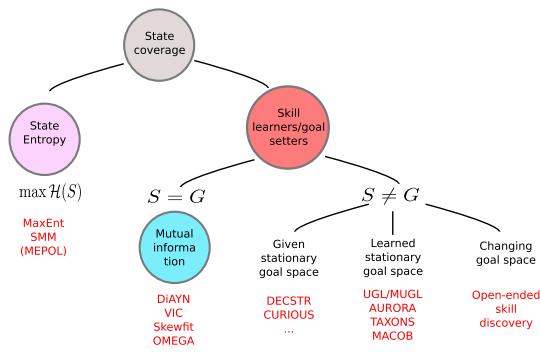 State
coverage
State
Entropy
max H(S)
MaxEnt
SMM
(MEPOL)
Skill
learners/goal
setters
S = G
Mutual
informa
tion
DiAYN
VIC
Skewfit
OMEGA
S ≠ G
Given
stationary
goal space
DECSTR
CURIOUS
...
Learned
stationary
goal space
UGL/MUGL
AURORA
TAXONS
MACOB
Changing
goal space
Open-ended
skill
discovery